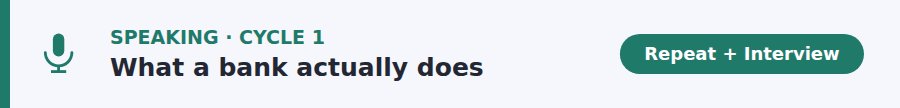 SPEAKING · CYCLE 1
What a bank actually does
Repeat + Interview